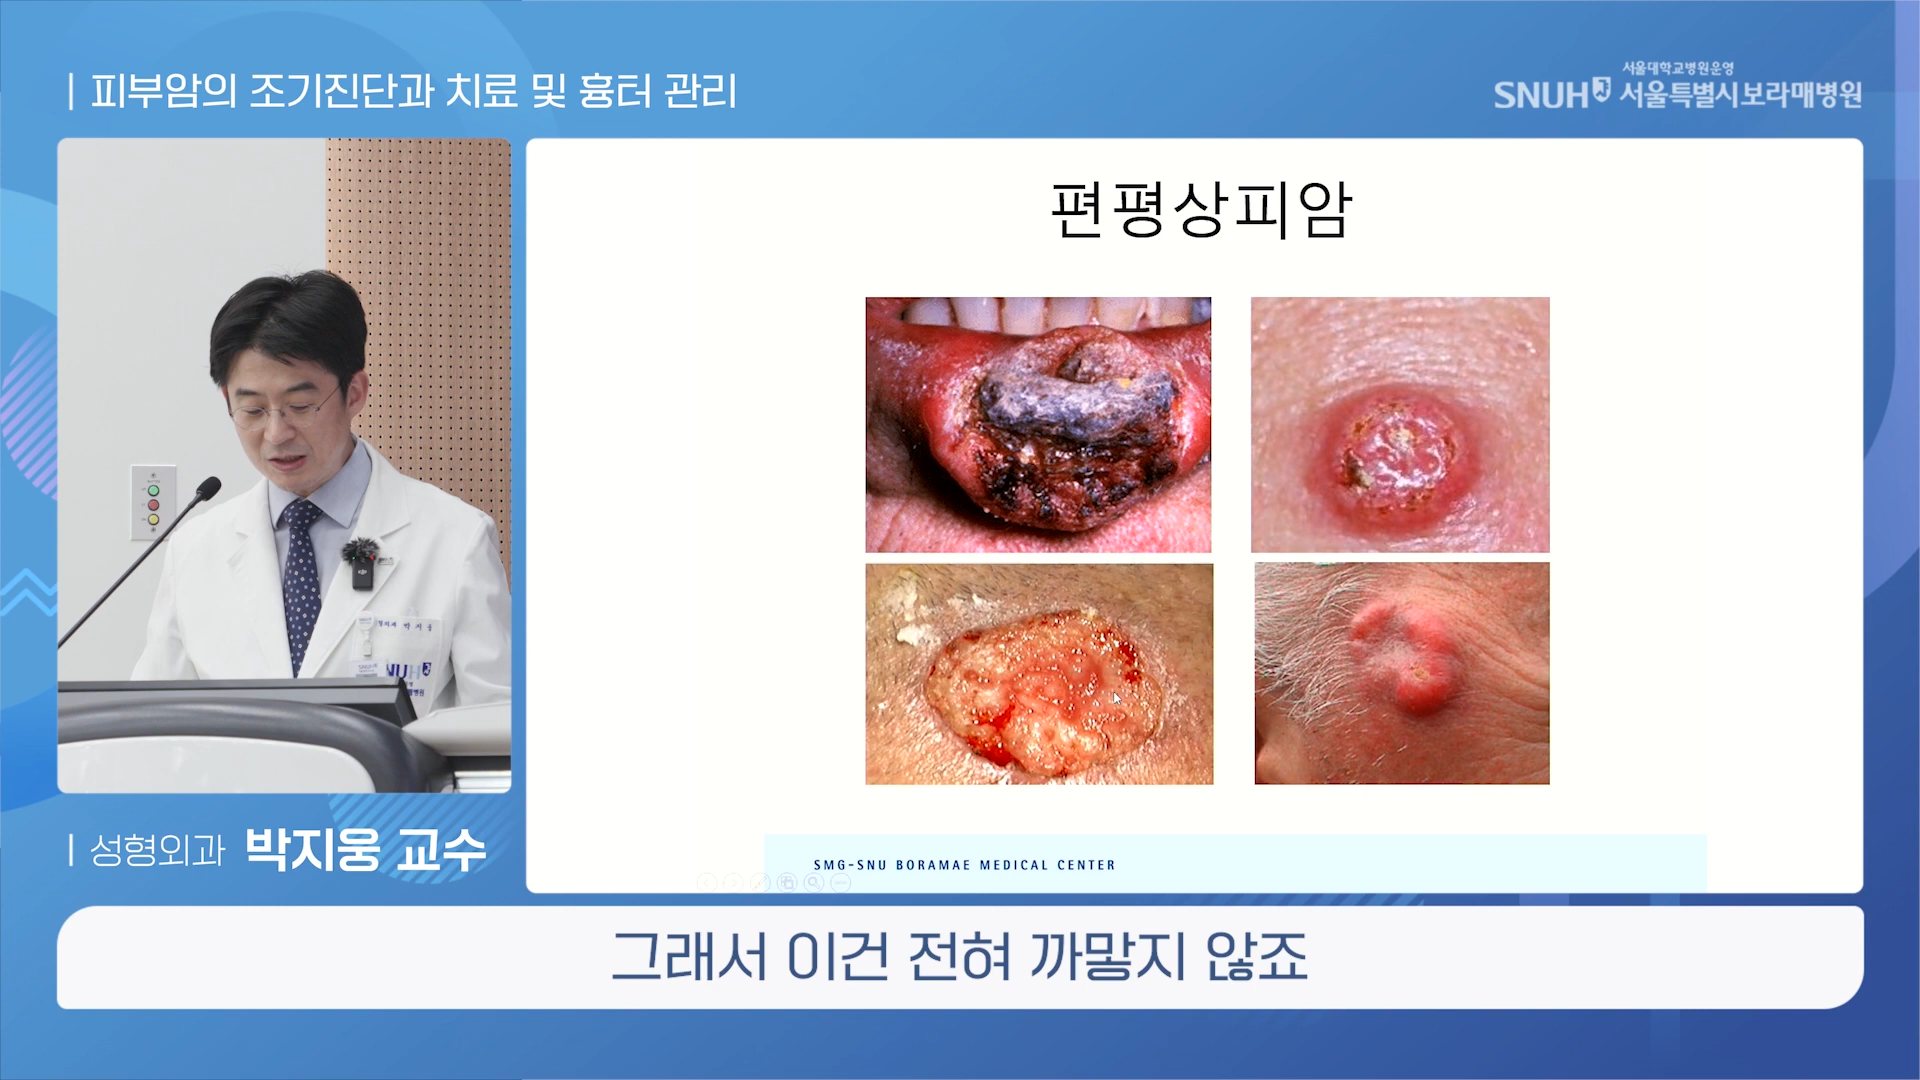 | 피부암의 조기진단과 치료 및 흉터 관리
서울대학교병원운영
SNUH 서울특별시보라매병원
편평상피암
SNUH
| 성형외과 박지웅 교수
SMG-SNU BORAMAE MEDICAL CENTER
그래서 이건 전혀 까맣지 않죠